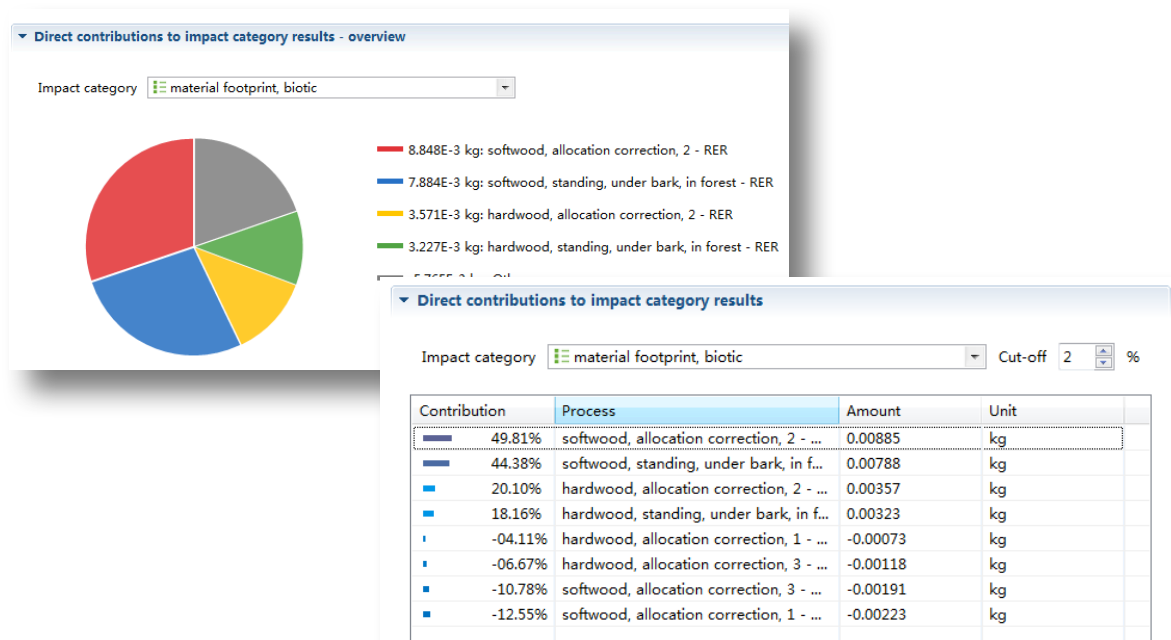 Direct contributions to impact category results - overview
Impact category material footprint, biotic
8.848E-3 kg: softwood, allocation correction, 2 - RER
7.884E-3 kg: softwood, standing, under bark, in forest - RER
3.571E-3 kg: hardwood, allocation correction, 2 - RER
3.227E-3 kg: hardwood, standing, under bark, in forest - RER
Direct contributions to impact category results
Impact category material footprint, biotic Cut-off 2 %
Contribution Process Amount Unit
49.81% softwood, allocation correction, 2 - ... 0.00885 kg
44.38% softwood, standing, under bark, in f... 0.00788 kg
20.10% hardwood, allocation correction, 2 - ... 0.00357 kg
18.16% hardwood, standing, under bark, in f... 0.00323 kg
-04.11% hardwood, allocation correction, 1 - ... -0.00073 kg
-06.67% hardwood, allocation correction, 3 - ... -0.00118 kg
-10.78% softwood, allocation correction, 3 - ... -0.00191 kg
-12.55% softwood, allocation correction, 1 - ... -0.00223 kg